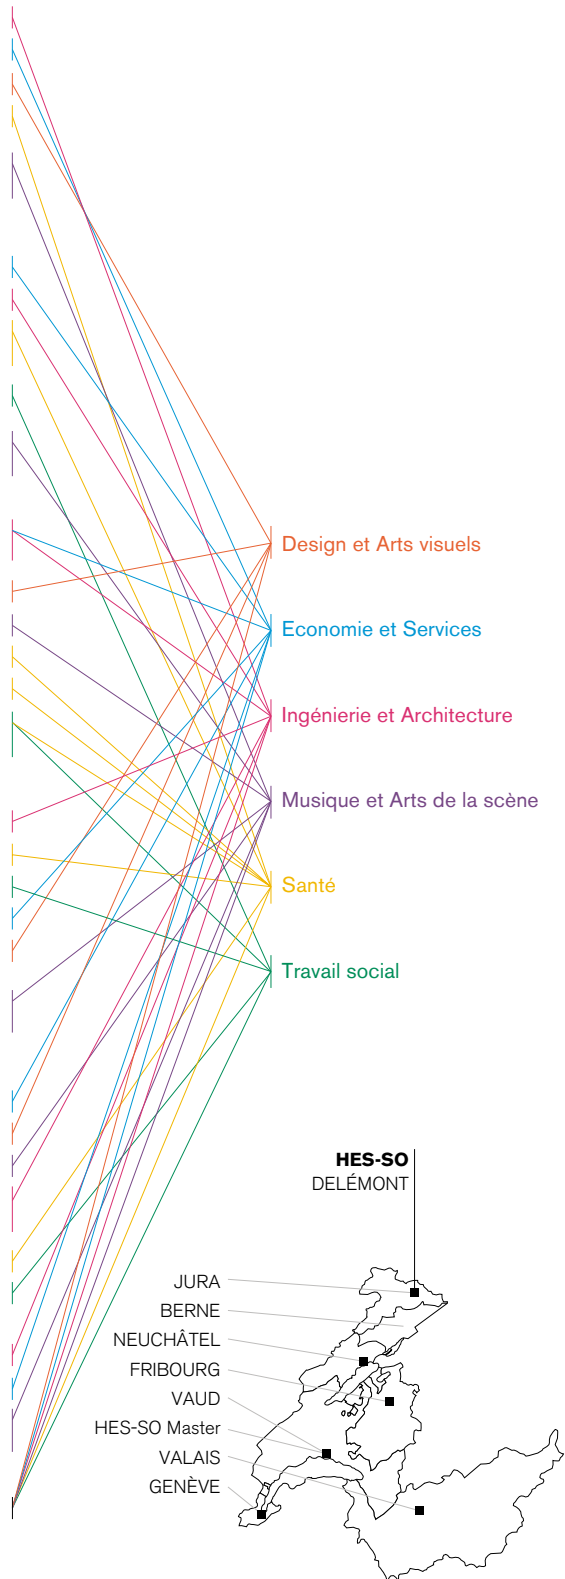 Design et Arts visuels
Economie et Services
Ingénierie et Architecture
Musique et Arts de la scène
Santé
Travail social
HES-SO
DELÉMONT
JURA
BERNE
NEUCHÂTEL
FRIBOURG
VAUD
HES-SO Master
VALAIS
GENÈVE